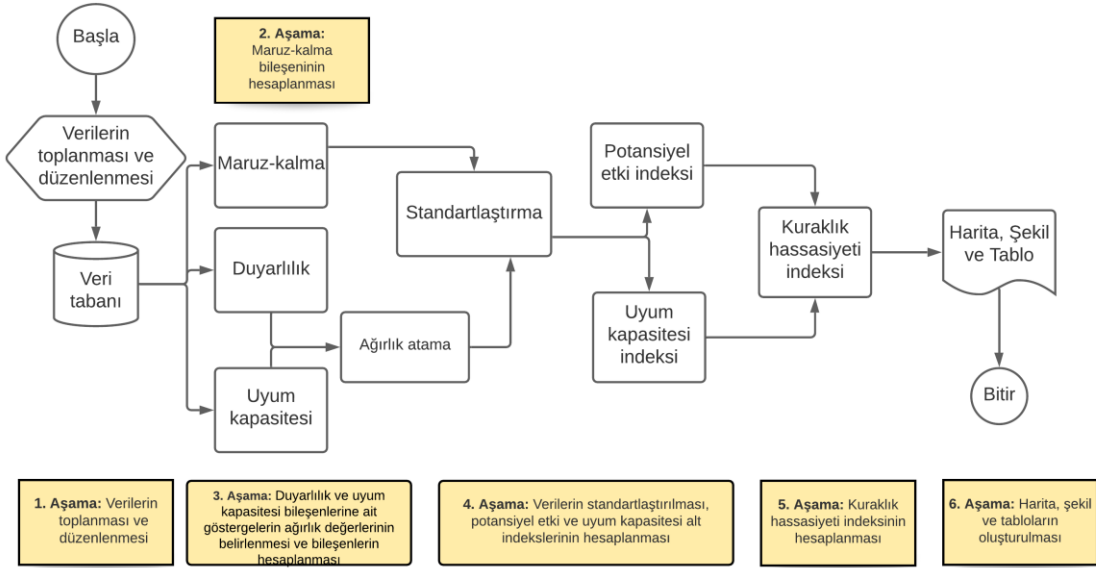 Başla
2. Aşama:
Maruz-kalma
bileşeninin
hesaplanması
Verilerin
toplanması ve
düzenlenmesi
Maruz-kalma
Potansiyel
etki indeksi
Standartlaştırma
Kuraklık
hassasiyeti
indeksi
Harita, Şekil
ve Tablo
Veri
tabanı
Duyarlılık
Ağırlık atama
Uyum
kapasitesi
indeksi
Uyum
kapasitesi
Bitir
1. Aşama: Verilerin
toplanması ve
düzenlenmesi
3. Aşama: Duyarlılık ve uyum
kapasitesi bileşenlerine ait
göstergelerin ağırlık değerlerinin
belirlenmesi ve bileşenlerin
hesaplanması
4. Aşama: Verilerin standartlaştırılması,
potansiyel etki ve uyum kapasitesi alt
indekslerinin hesaplanması
5. Aşama: Kuraklık
hassasiyeti indeksinin
hesaplanması
6. Aşama: Harita, şekil
ve tabloların
oluşturulması